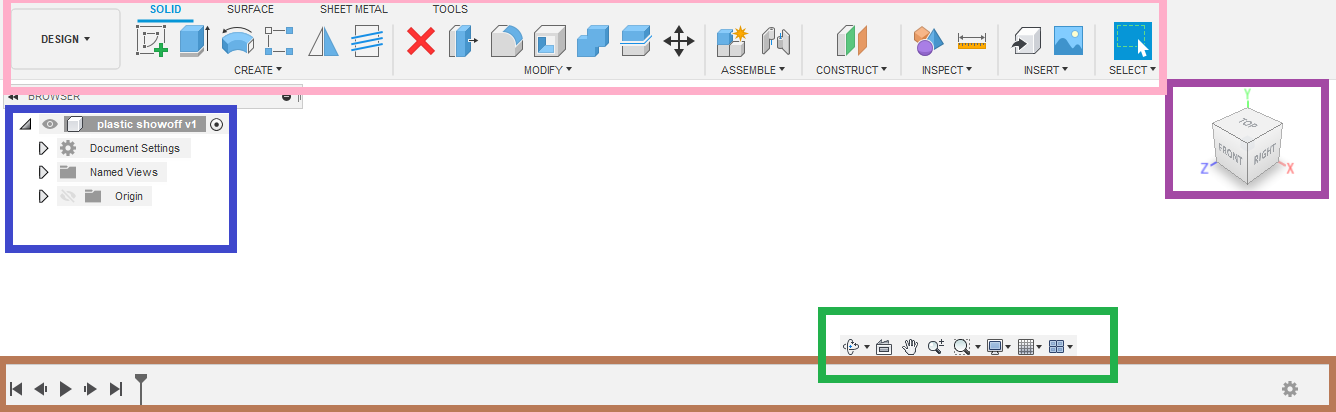 SOLID SURFACE SHEET METAL TOOLS
DESIGN
CREATE MODIFY ASSEMBLE CONSTRUCT INSPECT INSERT SELECT
BROWSER
plastic showoff v1
Document Settings
Named Views
Origin
Y
TOP
FRONT RIGHT
Z X